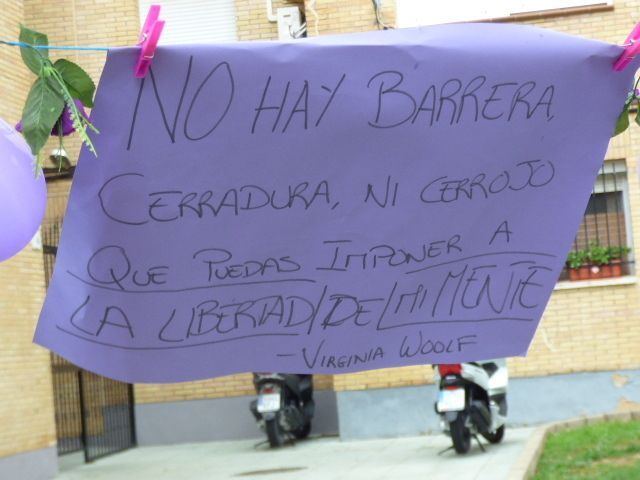 NO HAY BARRERA,
CERRADURA, NI CERROJO
QUE PUEDAS IMPONER A
LA LIBERTAD DE MI MENTE
- VIRGINIA WOOLF